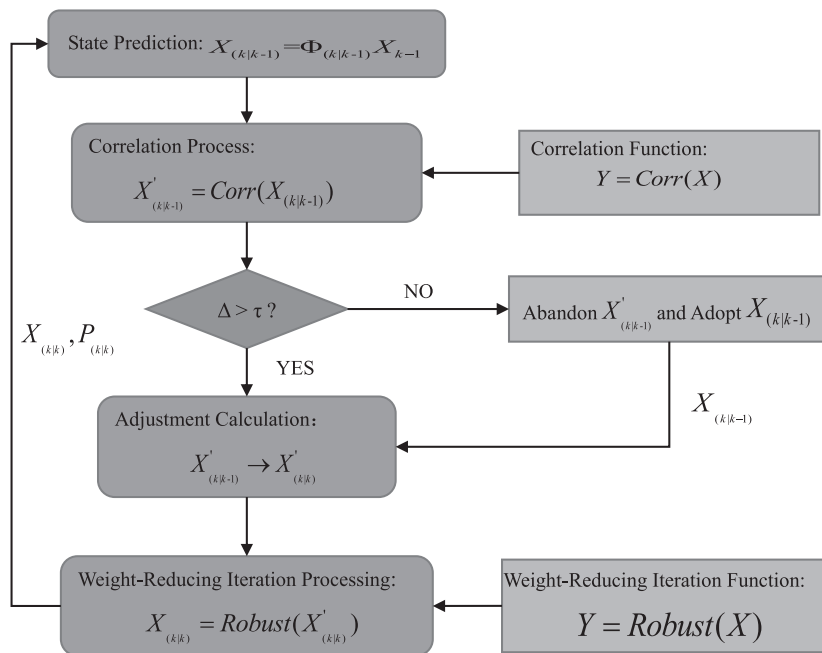 State Prediction: X(k|k-1)=Φ(k|k-1)Xk−1
Correlation Process:
X'(k|k-1) = Corr(X(k|k-1))
Correlation Function:
Y = Corr(X)
Δ > τ ?
NO
Abandon X'(k|k-1) and Adopt X(k|k-1)
X(k|k), P(k|k)
YES
X(k|k-1)
Adjustment Calculation:
X'(k|k-1) → X'(k|k)
Weight-Reducing Iteration Processing:
X(k|k) = Robust(X'(k|k))
Weight-Reducing Iteration Function:
Y = Robust(X)